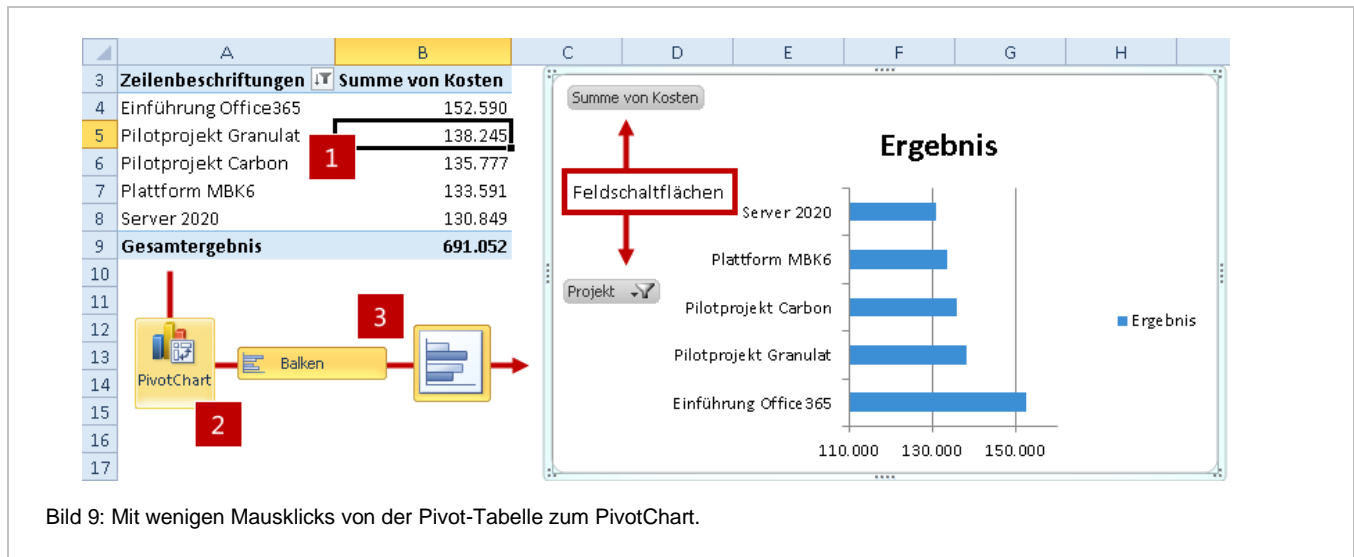 A B C D E F G H
3 Zeilenbeschriftungen Summe von Kosten
4 Einführung Office365 152.590
5 Pilotprojekt Granulat 138.245
6 Pilotprojekt Carbon 135.777
7 Plattform MBK6 133.591
8 Server 2020 130.849
9 Gesamtergebnis 691.052
10
11
12
13
14
15
16
17
1
PivotChart
2
Balken
3
Summe von Kosten
Feldschaltflächen
Projekt
Ergebnis
Server 2020
Plattform MBK6
Pilotprojekt Carbon
Pilotprojekt Granulat
Einführung Office365
110.000 130.000 150.000
Ergebnis
Bild 9: Mit wenigen Mausklicks von der Pivot-Tabelle zum PivotChart.